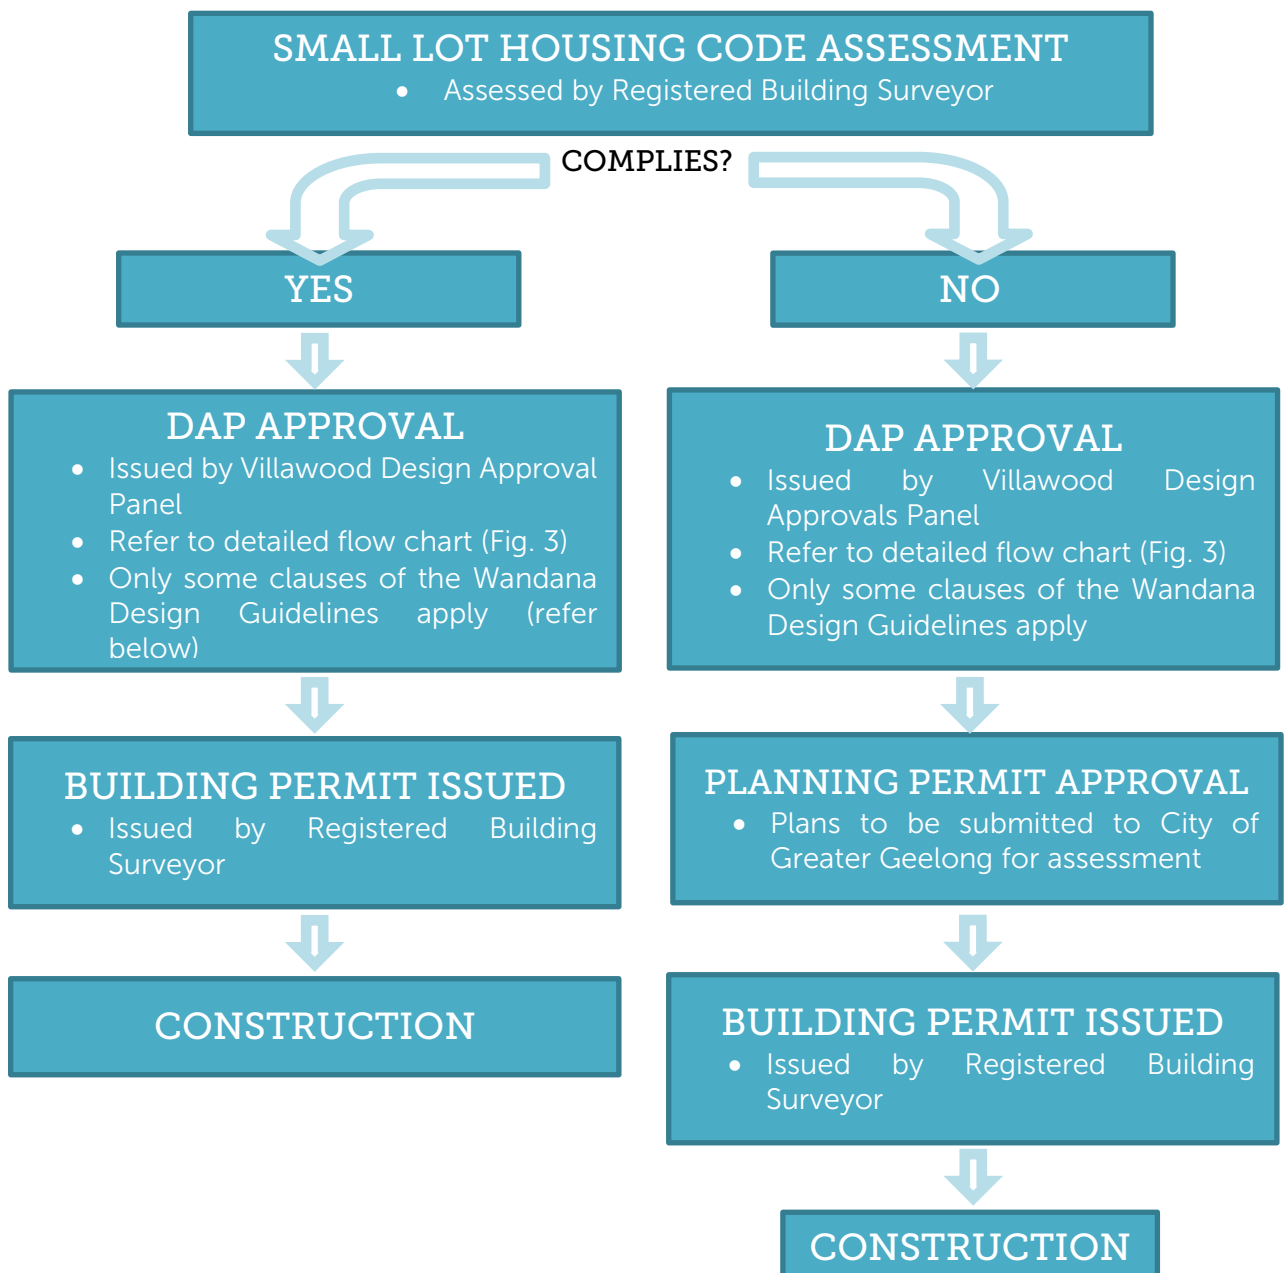 SMALL LOT HOUSING CODE ASSESSMENT
• Assessed by Registered Building Surveyor
COMPLIES?
YES
DAP APPROVAL
• Issued by Villawood Design Approval
Panel
• Refer to detailed flow chart (Fig. 3)
• Only some clauses of the Wandana
Design Guidelines apply (refer
below)
BUILDING PERMIT ISSUED
• Issued by Registered Building
Surveyor
CONSTRUCTION
NO
DAP APPROVAL
• Issued by Villawood Design
Approvals Panel
• Refer to detailed flow chart (Fig. 3)
• Only some clauses of the Wandana
Design Guidelines apply
PLANNING PERMIT APPROVAL
• Plans to be submitted to City of
Greater Geelong for assessment
BUILDING PERMIT ISSUED
• Issued by Registered Building
Surveyor
CONSTRUCTION